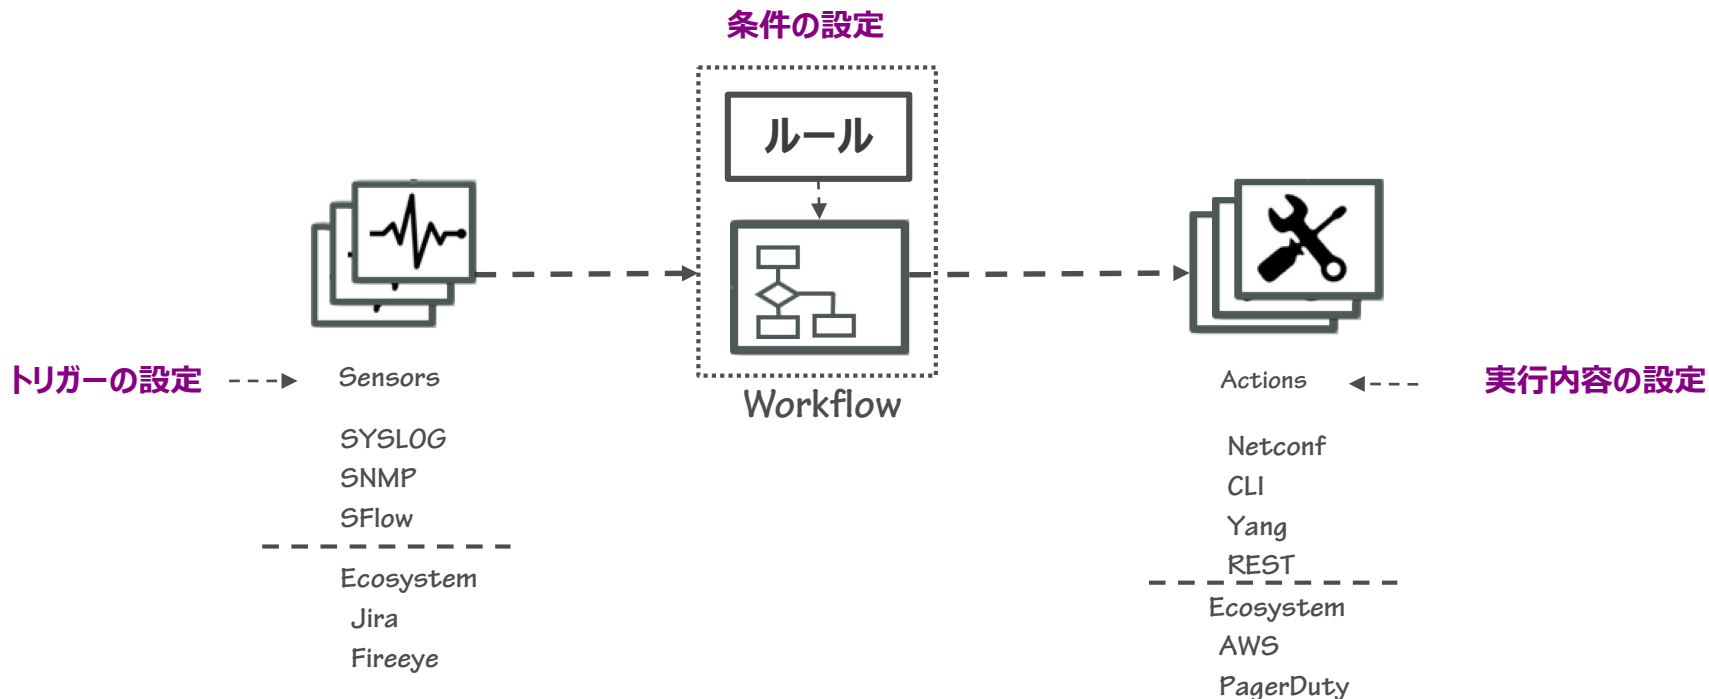 条件の設定
ルール
Workflow
トリガーの設定
Sensors
SYSLOG
SNMP
SFlow
Ecosystem
Jira
Fireeye
Actions
実行内容の設定
Netconf
CLI
Yang
REST
Ecosystem
AWS
PagerDuty